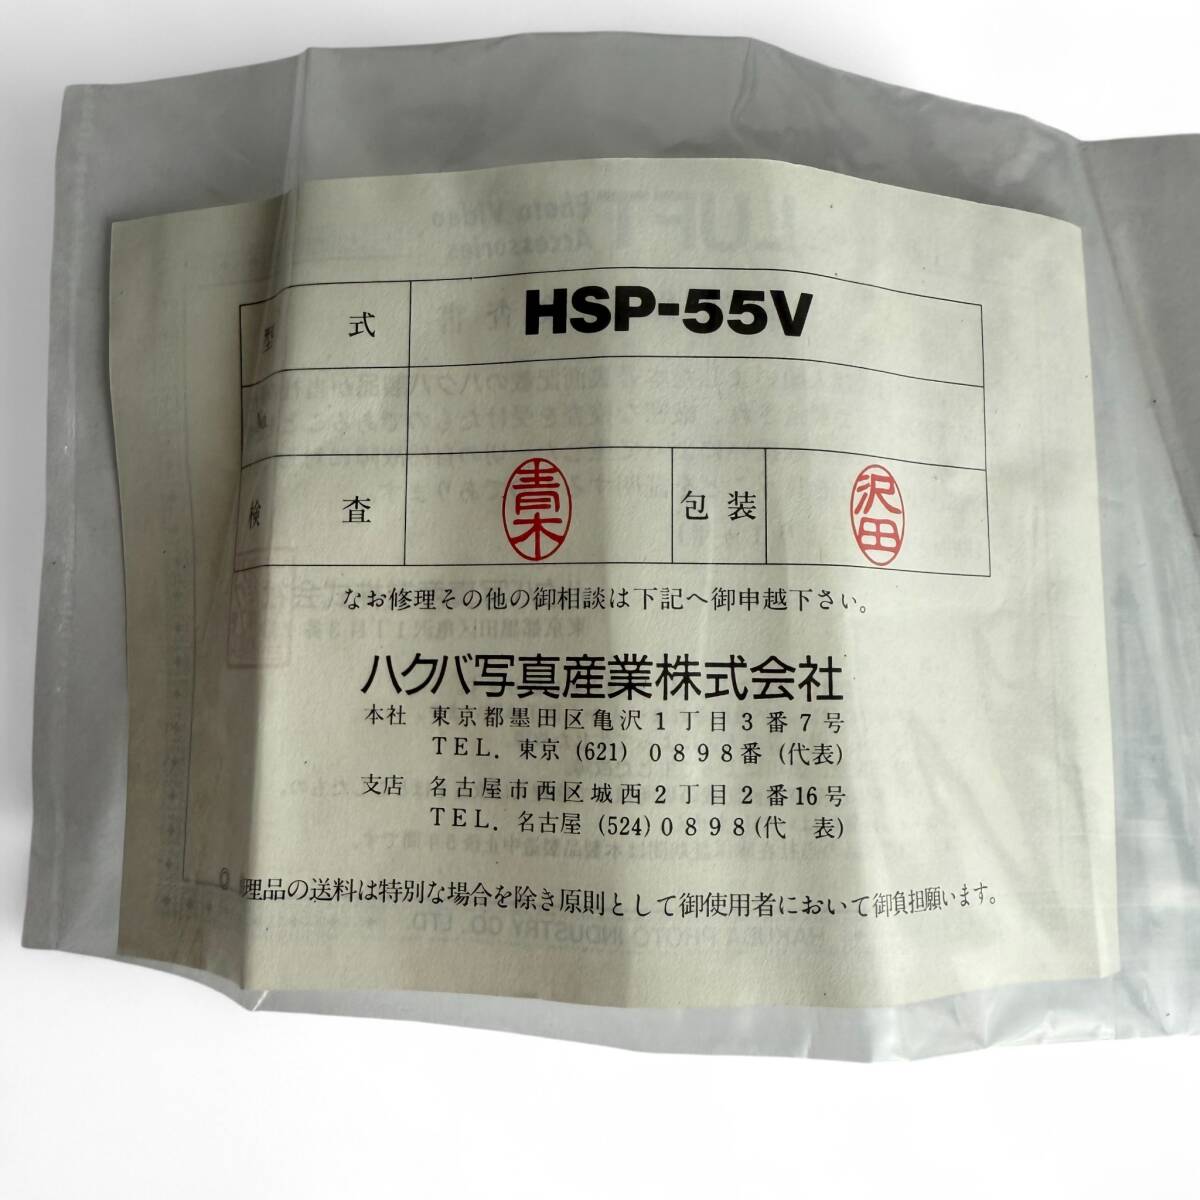 型式 HSP-55V
No.
検査 青木 包装 沢田
なお修理その他の御相談は下記へ御申越下さい。
ハクバ写真産業株式会社
本社 東京都墨田区亀沢1丁目3番7号
TEL. 東京 (621) 0898番 (代表)
支店 名古屋市西区城西2丁目2番16号
TEL. 名古屋 (524) 0898 (代 表)
理品の送料は特別な場合を除き原則として御使用者において御負担願います。